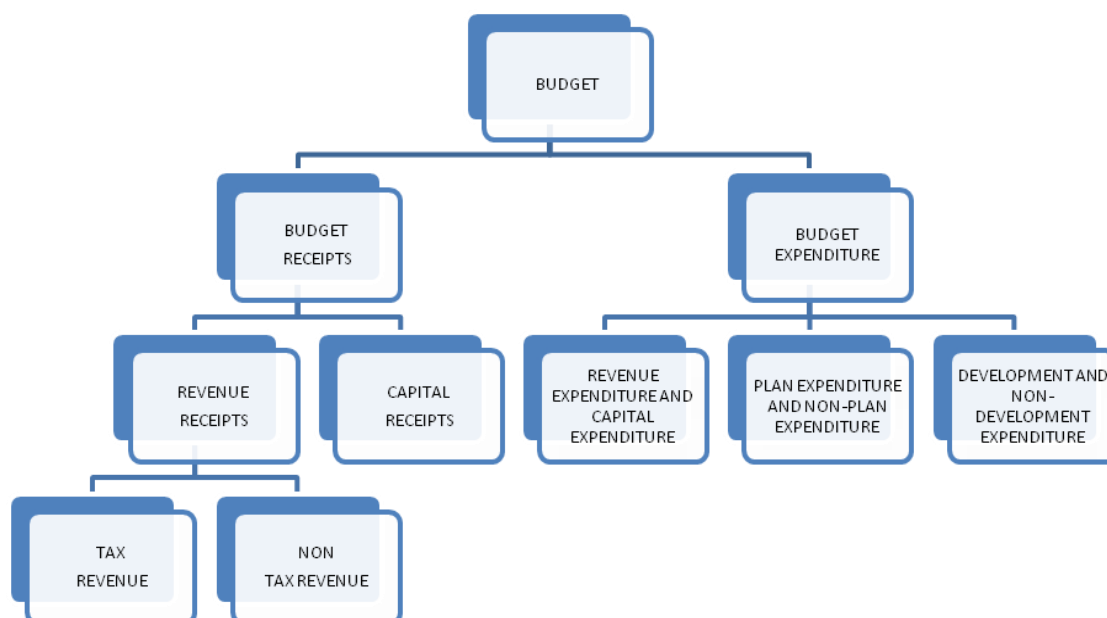 BUDGET
BUDGET
RECEIPTS
BUDGET
EXPENDITURE
REVENUE
RECEIPTS
CAPITAL
RECEIPTS
REVENUE
EXPENDITURE AND
CAPITAL
EXPENDITURE
PLAN EXPENDITURE
AND NON-PLAN
EXPENDITURE
DEVELOPMENT AND
NON-
DEVELOPMENT
EXPENDITURE
TAX
REVENUE
NON
TAX REVENUE